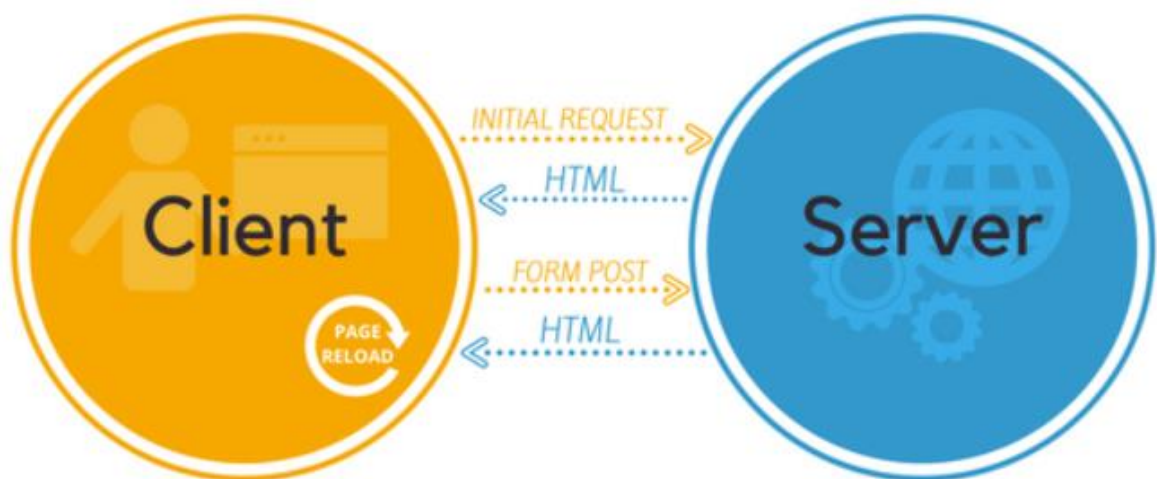 INITIAL REQUEST
HTML
Client
Server
FORM POST
HTML
PAGE
RELOAD